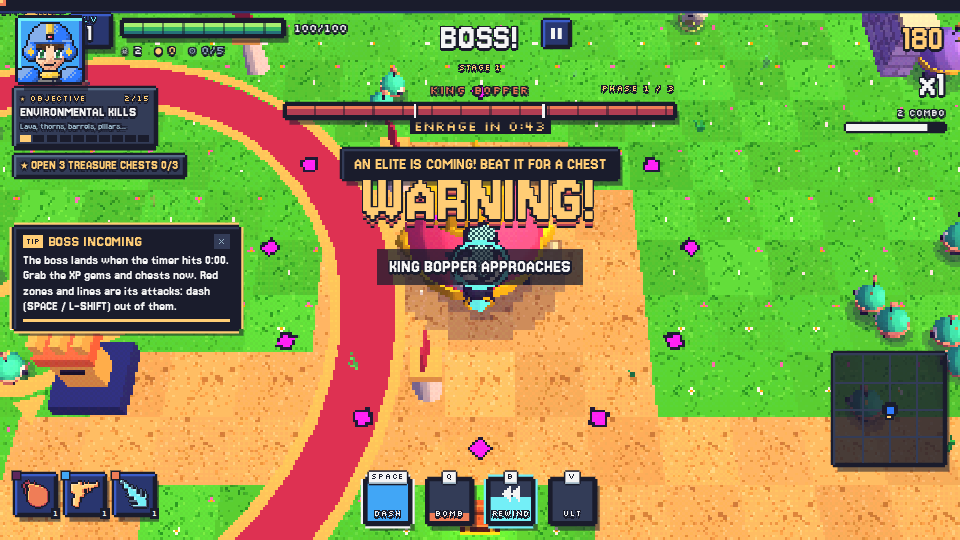 LV
1
100/100
2 0 0/5
BOSS!
180
STAGE 1
KING BOPPER
PHASE 1 / 3
x1
2 COMBO
ENRAGE IN 0:43
★ OBJECTIVE 2/15
ENVIRONMENTAL KILLS
Lava, thorns, barrels, pillars...
★ OPEN 3 TREASURE CHESTS 0/3
AN ELITE IS COMING! BEAT IT FOR A CHEST
WARNING!
KING BOPPER APPROACHES
TIP BOSS INCOMING
The boss lands when the timer hits 0:00.
Grab the XP gems and chests now. Red
zones and lines are its attacks: dash
(SPACE / L-SHIFT) out of them.
1 1 1
SPACE Q B V
DASH BOMB REWIND VLT